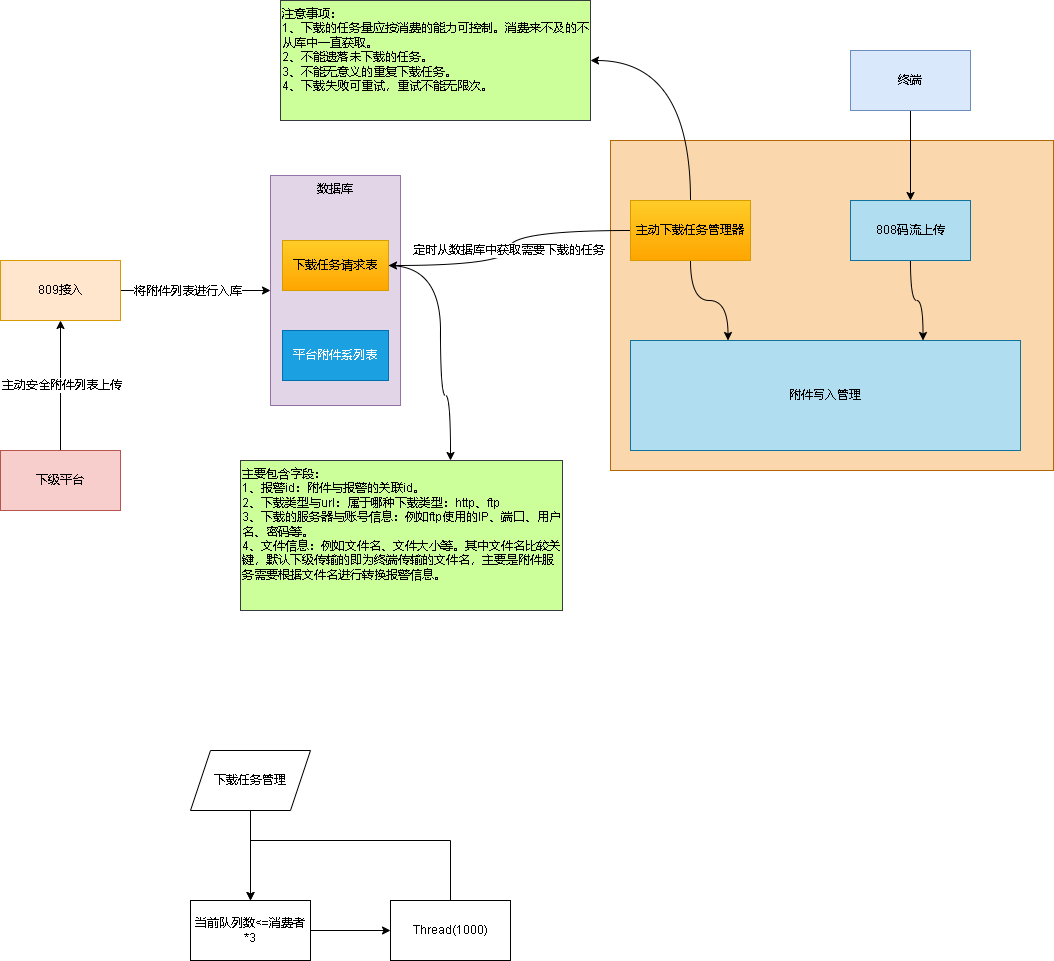 注意事项：
1、下载的任务量应按消费的能力可控制。消费来不及的不
从库中一直获取。
2、不能遗落未下载的任务。
3、不能无意义的重复下载任务。
4、下载失败可重试，重试不能无限次。
终端
数据库
主动下载任务管理器
808码流上传
定时从数据库中获取需要下载的任务
下载任务请求表
809接入
将附件列表进行入库
平台附件系列表
主动安全附件列表上传
附件写入管理
下级平台
主要包含字段：
1、报警id：附件与报警的关联id。
2、下载类型与url：属于哪种下载类型：http、ftp
3、下载的服务器与账号信息：例如ftp使用的IP、端口、用户
名、密码等。
4、文件信息：例如文件名、文件大小等。其中文件名比较关
键，默认下级传输的即为终端传输的文件名，主要是附件服
务需要根据文件名进行转换报警信息。
下载任务管理
当前队列数<=消费者
*3
Thread(1000)